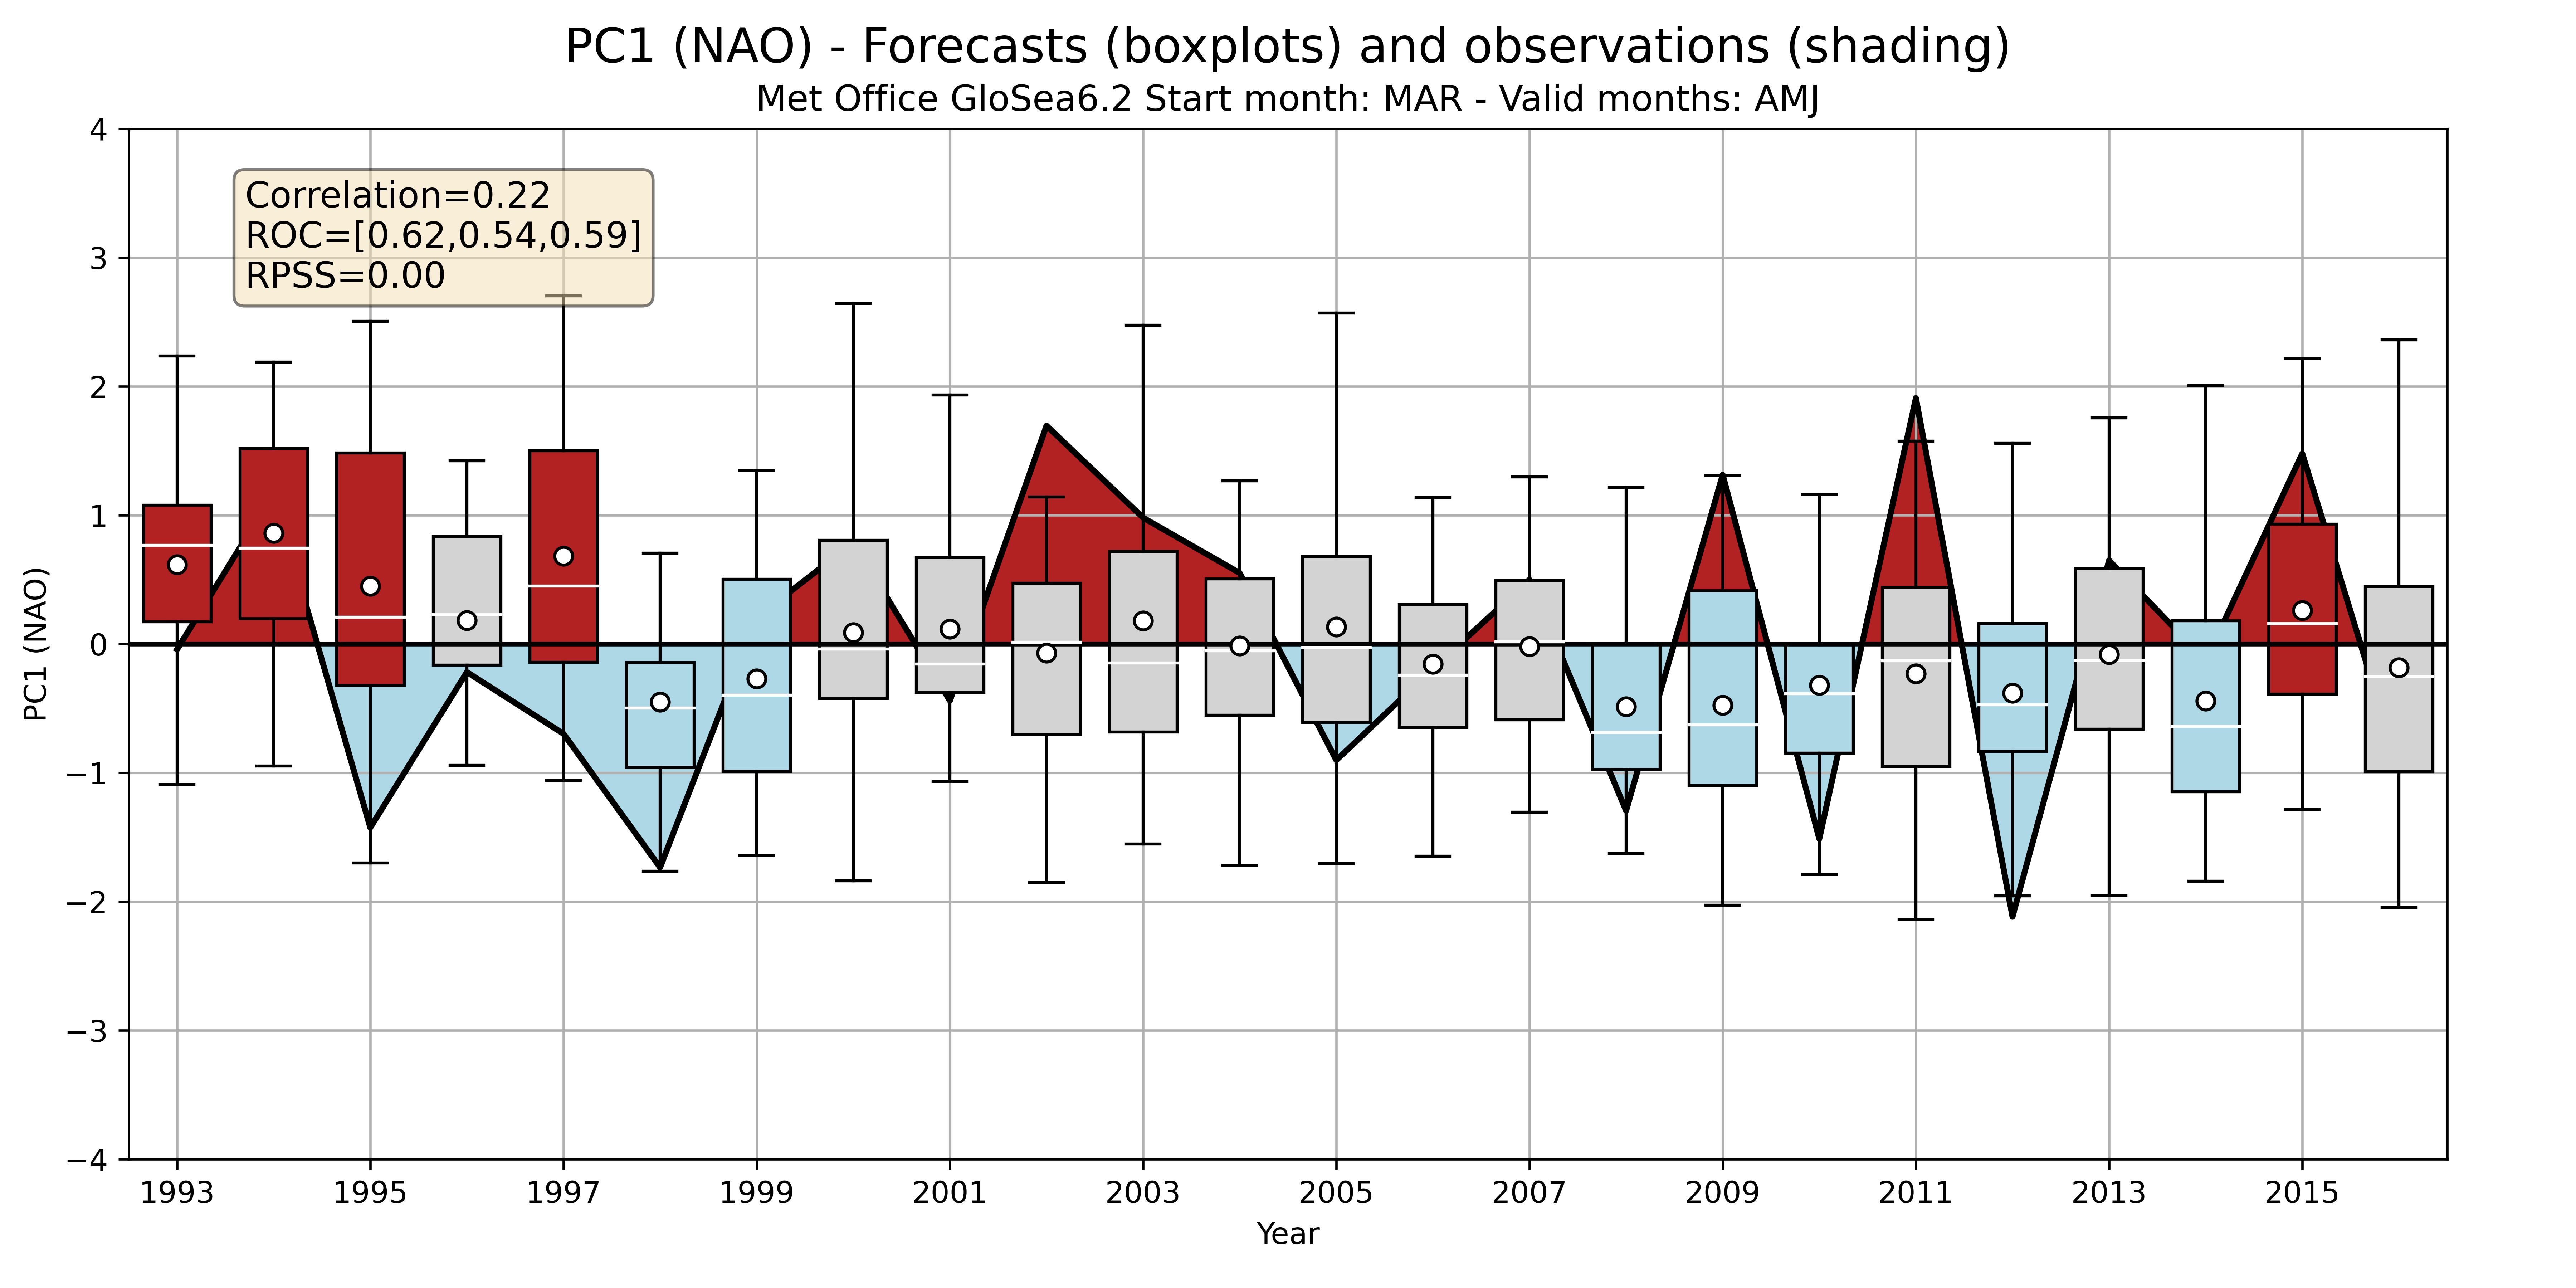 PC1 (NAO) - Forecasts (boxplots) and observations (shading)
Met Office GloSea6.2 Start month: MAR - Valid months: AMJ
Correlation=0.22
ROC=[0.62,0.54,0.59]
RPSS=0.00
PC1 (NAO)
4
3
2
1
0
−1
−2
−3
−4
1993 1995 1997 1999 2001 2003 2005 2007 2009 2011 2013 2015
Year